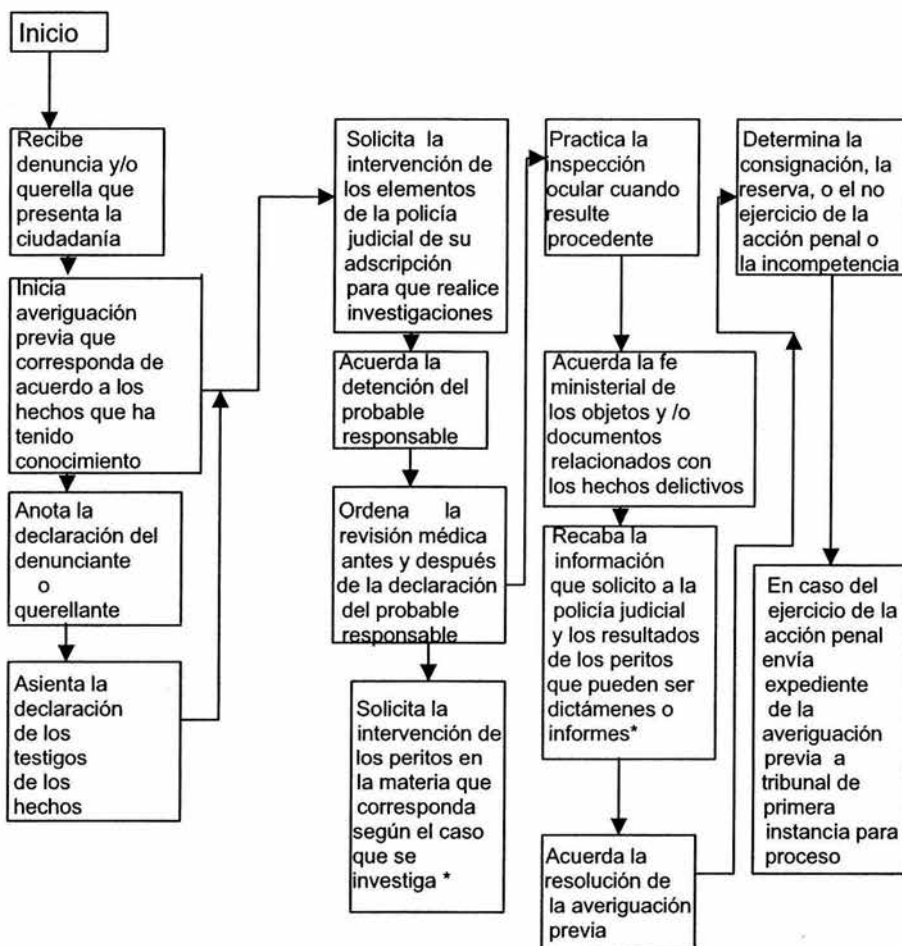 Inicio
Recibe
denuncia y/o
querella que
presenta la
ciudadanía
Inicia
averiguación
previa que
corresponda de
acuerdo a los
hechos que ha
tenido
conocimiento
Anota la
declaración del
denunciante
o
querellante
Asienta la
declaración
de los
testigos
de los
hechos
Solicita la
intervención de
los elementos
de la policía
judicial de su
adscripción
para que realice
investigaciones
Acuerda la
detención del
probable
responsable
Ordena la
revisión médica
antes y después
de la declaración
del probable
responsable
Solicita la
intervención de
los peritos en
la materia que
corresponda
según el caso
que se
investiga *
Practica la
inspección
ocular cuando
resulte
procedente
Acuerda la fe
ministerial de
los objetos y /o
documentos
relacionados con
los hechos delictivos
Recaba la
información
que solicito a la
policía judicial
y los resultados
de los peritos
que pueden ser
dictámenes o
informes*
Acuerda la
resolución de
la averiguación
previa
Determina la
consignación, la
reserva, o el no
ejercicio de la
acción penal o
la incompetencia
En caso del
ejercicio de la
acción penal
envía
expediente
de la
averiguación
previa a
tribunal de
primera
instancia para
proceso